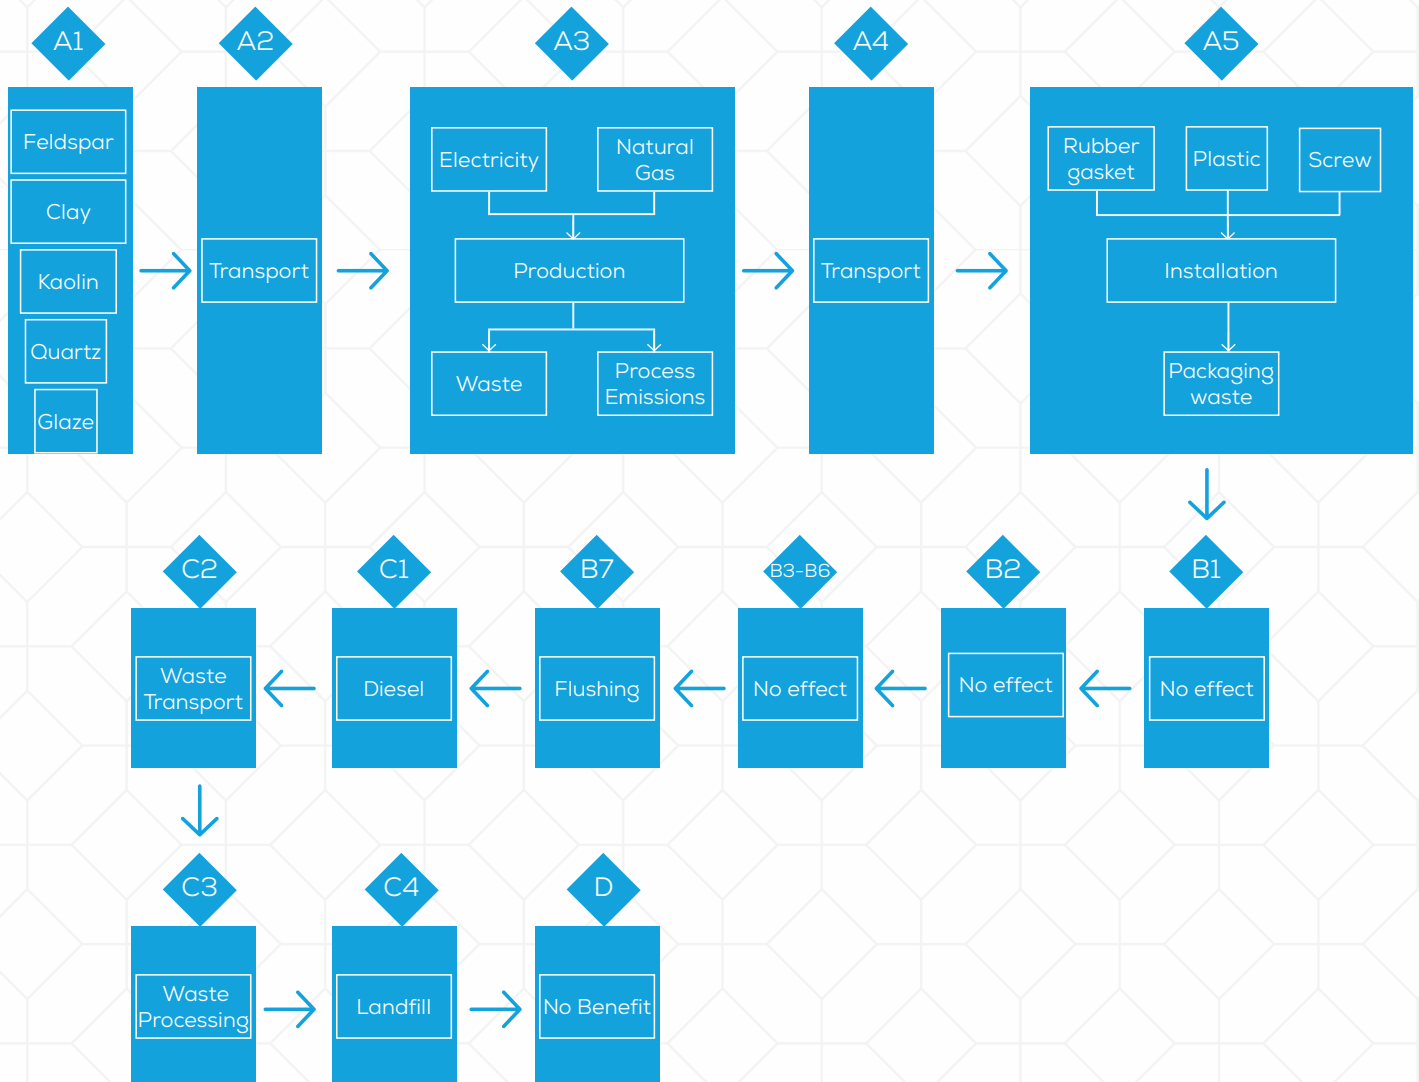 A1
Feldspar
Clay
Kaolin
Quartz
Glaze
A2
Transport
A3
Electricity
Natural
Gas
Production
Waste
Process
Emissions
A4
Transport
A5
Rubber
gasket
Plastic
Screw
Installation
Packaging
waste
B1
No effect
B2
No effect
B3-B6
No effect
B7
Flushing
C1
Diesel
C2
Waste
Transport
C3
Waste
Processing
C4
Landfill
D
No Benefit